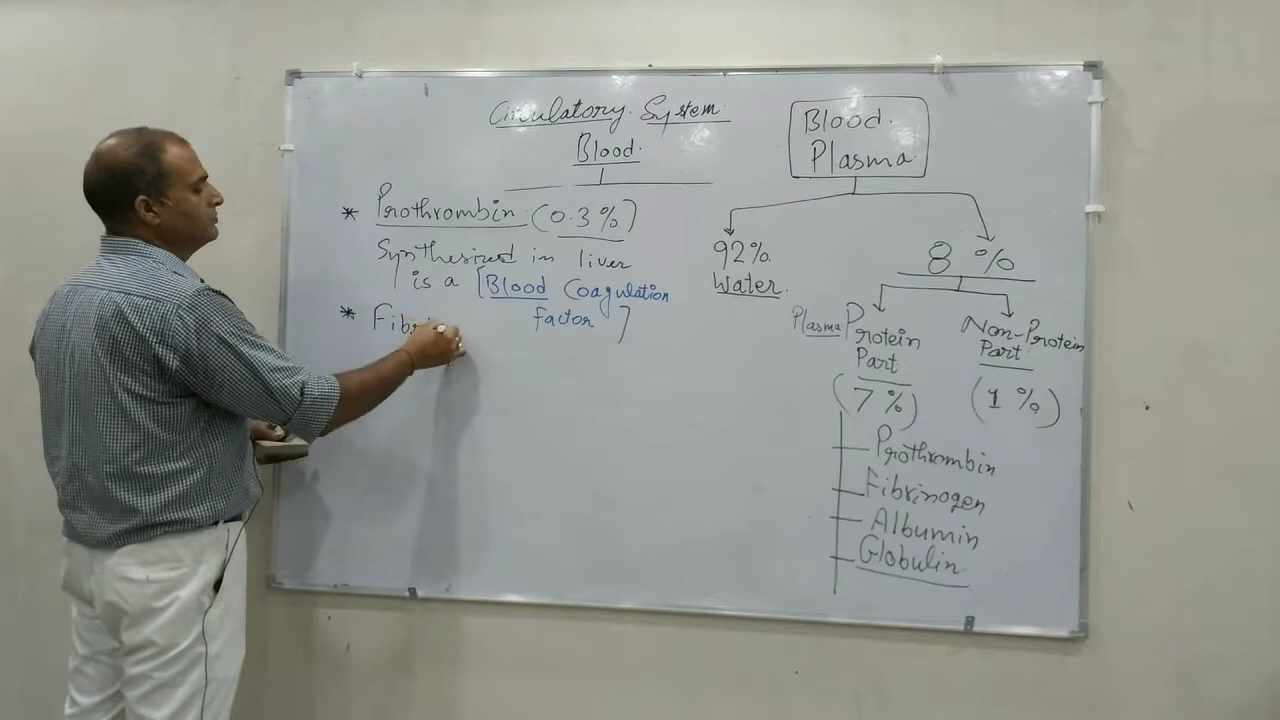 Circulatory System
Blood
* Prothrombin (0.3%)
Synthesized in liver
is a [Blood Coagulation
factor]
* Fibri
Blood
Plasma
92%
Water
8 %
Plasma Protein
Part
(7%)
Non-Protein
Part
(1%)
Prothrombin
Fibrinogen
Albumin
Globulin